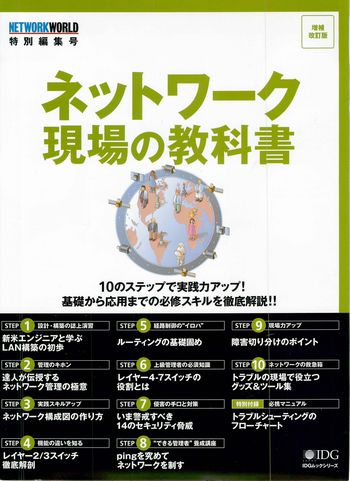 NETWORKWORLD
特別編集号
増補
改訂版
ネットワーク
現場の教科書
10のステップで実践力アップ!
基礎から応用までの必修スキルを徹底解説!!
STEP 1 設計・構築の誌上演習
新米エンジニアと学ぶ
LAN構築の初歩
STEP 2 管理のキホン
達人が伝授する
ネットワーク管理の極意
STEP 3 実践スキルアップ
ネットワーク構成図の作り方
STEP 4 機能の違いを知る
レイヤー2/3スイッチ
徹底解剖
STEP 5 経路制御の“イロハ”
ルーティングの基礎固め
STEP 6 上級管理者の必須知識
レイヤー4-7スイッチの
役割とは
STEP 7 侵害の手口と対策
いま警戒すべき
14のセキュリティ脅威
STEP 8 “できる管理者”養成講座
pingを究めて
ネットワークを制す
STEP 9 現場力アップ
障害切り分けのポイント
STEP 10 ネットワークの救急箱
トラブルの現場で役立つ
グッズ&ツール集
特別付録 必携マニュアル
トラブルシューティングの
フローチャート
IDG
IDGムックシリーズ